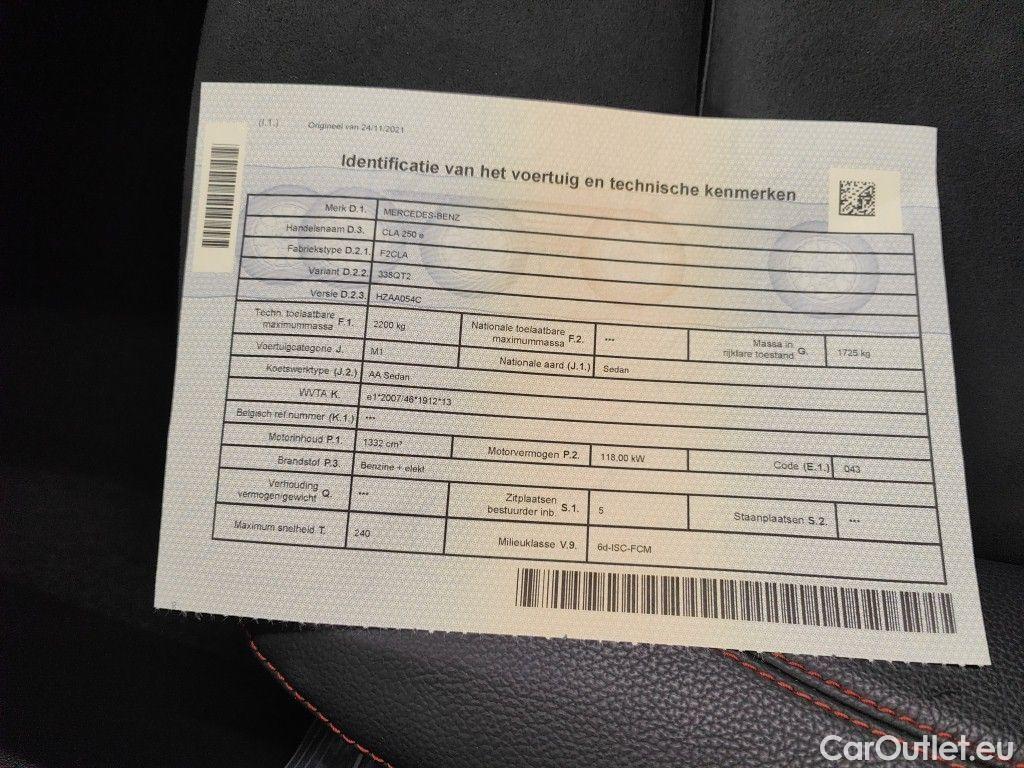 (I.1.) Origineel van 24/11/2021
Identificatie van het voertuig en technische kenmerken
Merk D.1. MERCEDES-BENZ
Handelsnaam D.3. CLA 250 e
Fabriekstype D.2.1. F2CLA
Variant D.2.2. 338QT2
Versie D.2.3. HZAA054C
Techn. toelaatbare maximummassa F.1. 2200 kg Nationale toelaatbare maximummassa F.2. --- Massa in rijklare toestand G. 1725 kg
Voertuigcategorie J. M1 Nationale aard (J.1.) Sedan
Koetswerktype (J.2.) AA Sedan
WVTA K. e1*2007/46*1912*13
Belgisch ref nummer (K.1.) ---
Motorinhoud P.1. 1332 cm³ Motorvermogen P.2. 118,00 kW Code (E.1.) 043
Brandstof P.3. Benzine + elekt
Verhouding vermogen/gewicht Q. --- Zitplaatsen bestuurder inb. S.1. 5 Staanplaatsen S.2. ---
Maximum snelheid T. 240 Milieuklasse V.9. 6d-ISC-FCM
CarOutlet.eu